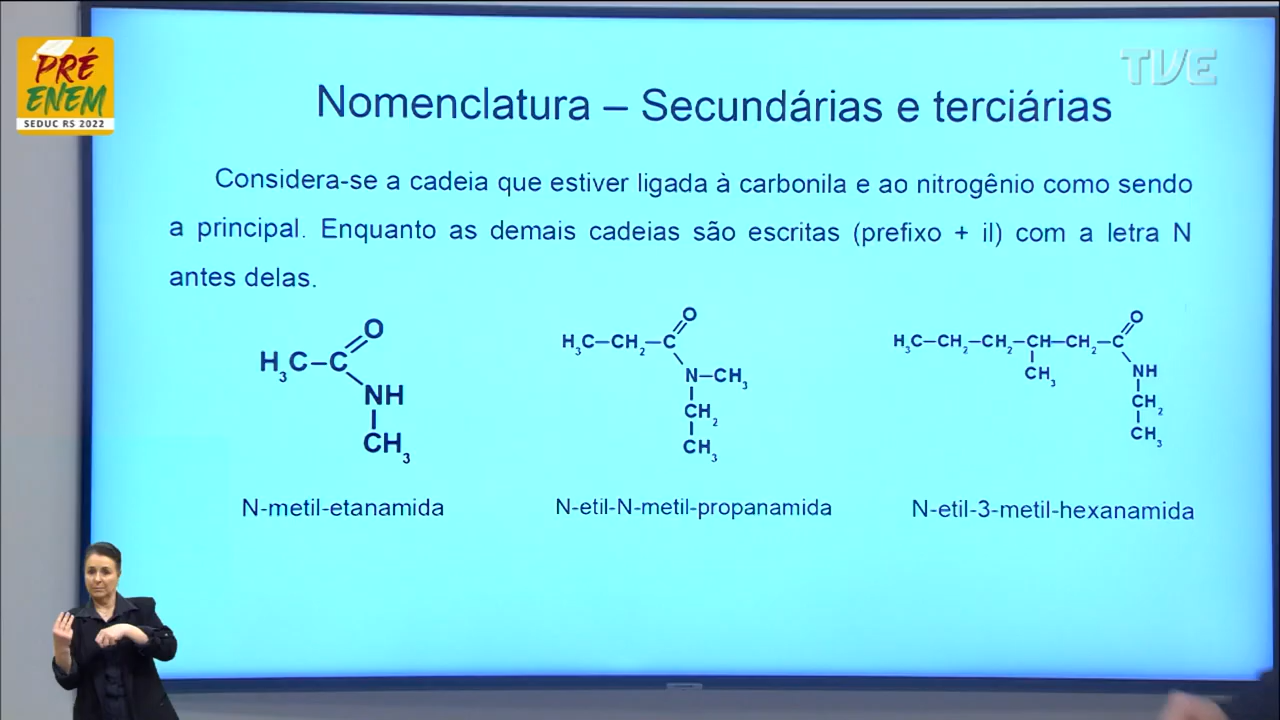 PRÉ
ENEM
SEDUC RS 2022
TVE
Nomenclatura – Secundárias e terciárias
Considera-se a cadeia que estiver ligada à carbonila e ao nitrogênio como sendo
a principal. Enquanto as demais cadeias são escritas (prefixo + il) com a letra N
antes delas.
O
H₃C–C
NH
CH₃
O
H₃C–CH₂–C
N–CH₃
CH₂
CH₃
O
H₃C–CH₂–CH₂–CH–CH₂–C
CH₃
NH
CH₂
CH₃
N-metil-etanamida
N-etil-N-metil-propanamida
N-etil-3-metil-hexanamida